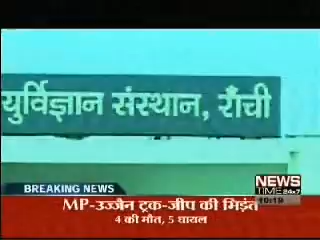 युर्विज्ञान संस्थान, राँची
BREAKING NEWS
NEWS
TIME 24x7
10:19
MP-उज्जैन ट्रक-जीप की भिड़ंत
4 की मौत, 5 घायल